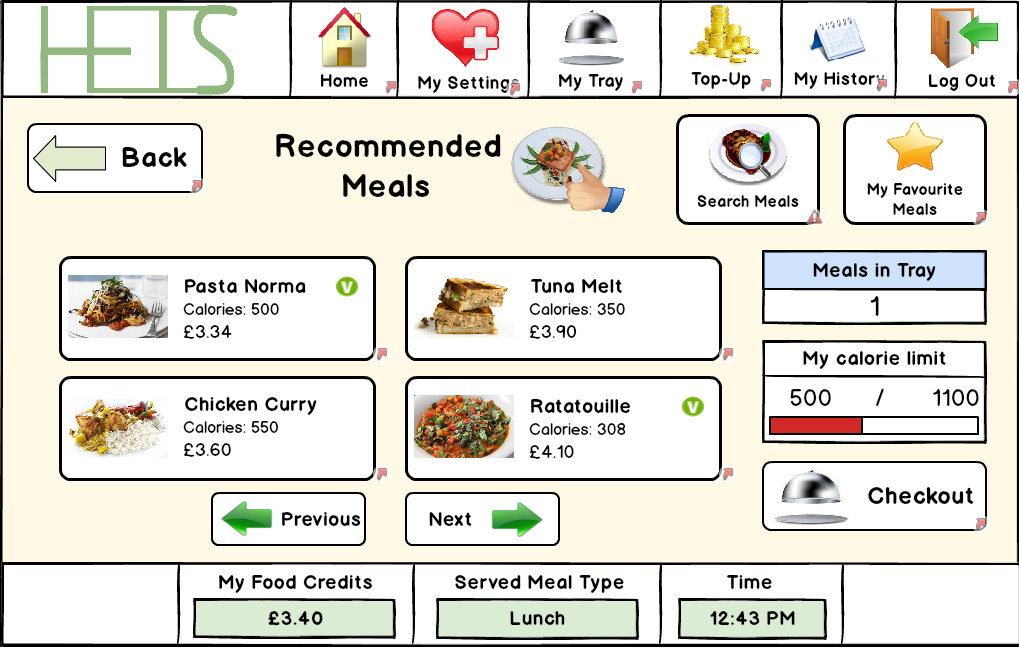 HETS
Home
My Settings
My Tray
Top-Up
My History
Log Out
Back
Recommended
Meals
Search Meals
My Favourite
Meals
Pasta Norma
V
Calories: 500
£3.34
Tuna Melt
Calories: 350
£3.90
Meals in Tray
1
My calorie limit
500 / 1100
Chicken Curry
Calories: 550
£3.60
Ratatouille
V
Calories: 308
£4.10
Checkout
Previous
Next
My Food Credits
£3.40
Served Meal Type
Lunch
Time
12:43 PM